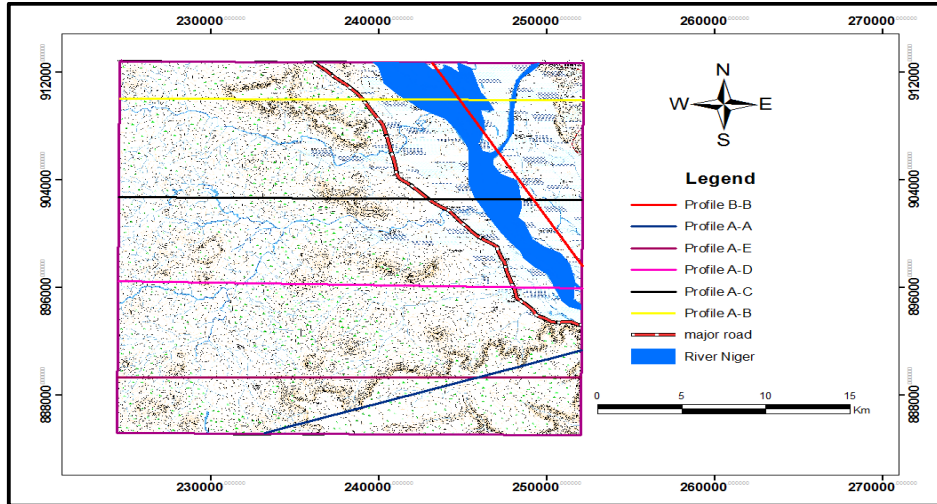 230000 240000 250000 260000 270000
N
W E
S
912000 912000
904000 904000
896000 896000
888000 888000
Legend
Profile B-B
Profile A-A
Profile A-E
Profile A-D
Profile A-C
Profile A-B
major road
River Niger
0 5 10 15
Km
230000 240000 250000 260000 270000